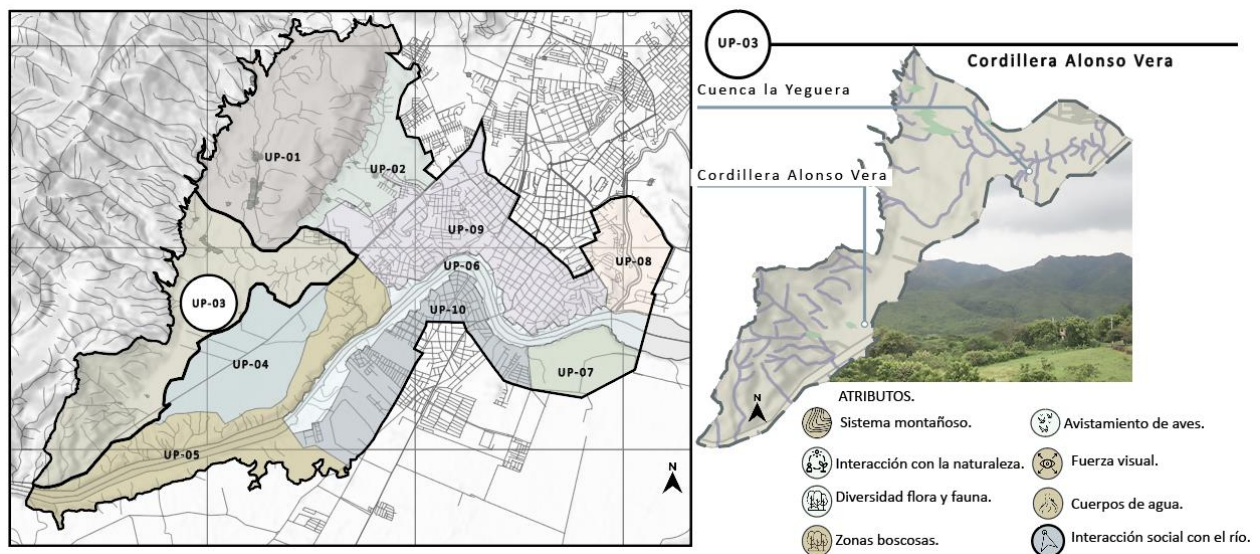 UP-01
UP-02
UP-09
UP-08
UP-06
UP-03
UP-10
UP-04
UP-07
UP-05
N
UP-03
Cordillera Alonso Vera
Cuenca la Yeguera
Cordillera Alonso Vera
N
ATRIBUTOS.
Sistema montañoso.
Avistamiento de aves.
Interacción con la naturaleza.
Fuerza visual.
Diversidad flora y fauna.
Cuerpos de agua.
Zonas boscosas.
Interacción social con el río.